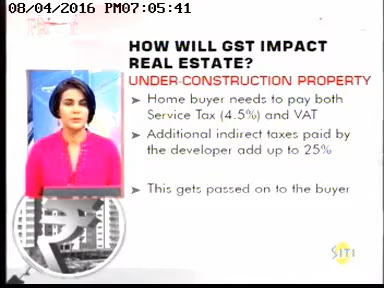 08/04/2016 PM07:05:41
HOW WILL GST IMPACT
REAL ESTATE?
UNDER-CONSTRUCTION PROPERTY
Home buyer needs to pay both
Service Tax (4.5%) and VAT
Additional indirect taxes paid by
the developer add up to 25%
This gets passed on to the buyer
SITI